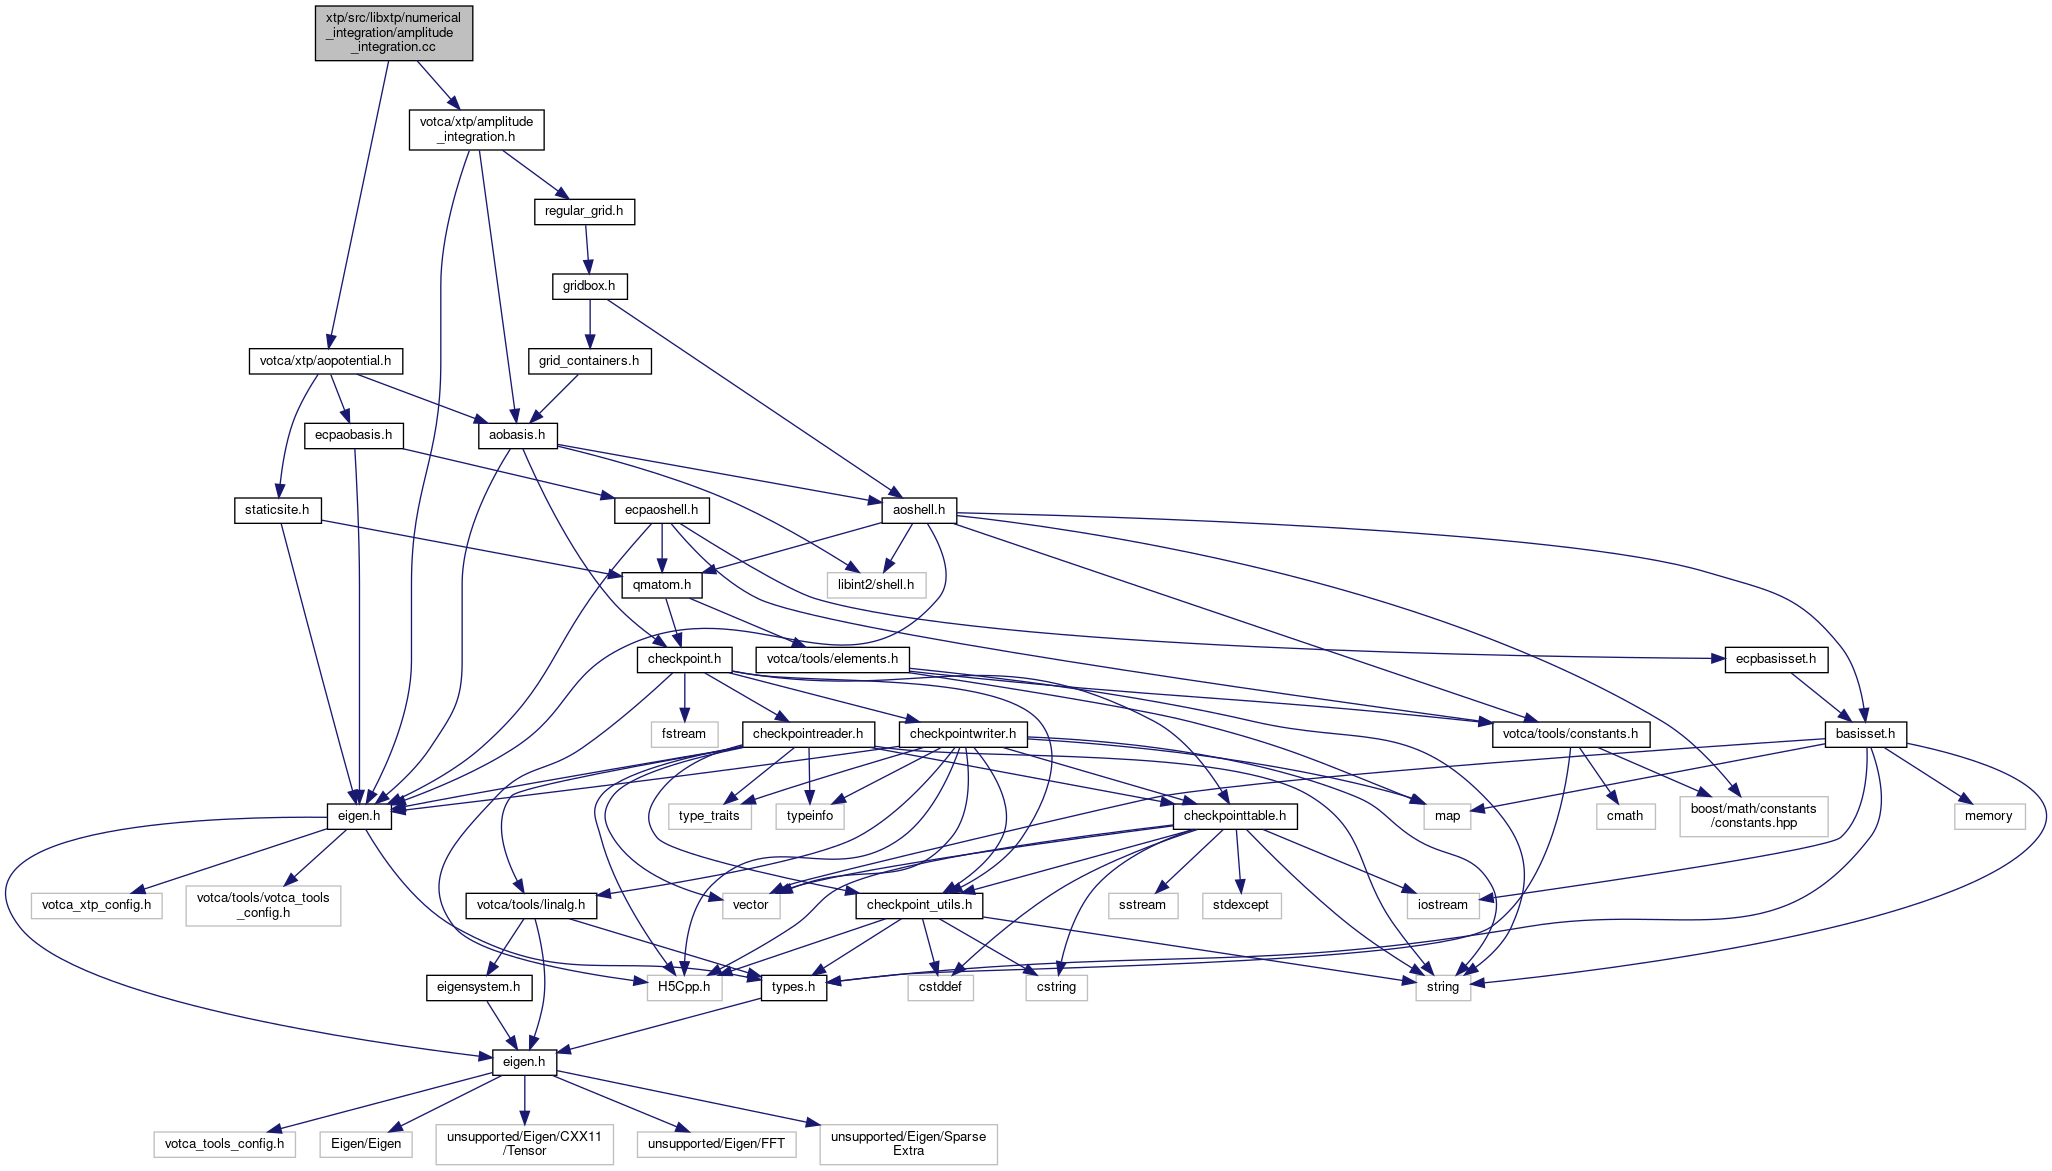 xtp/src/libxtp/numerical
_integration/amplitude
_integration.cc
votca/xtp/amplitude
_integration.h
regular_grid.h
gridbox.h
votca/xtp/aopotential.h
grid_containers.h
ecpaobasis.h
aobasis.h
staticsite.h
ecpaoshell.h
aoshell.h
qmatom.h
libint2/shell.h
checkpoint.h
votca/tools/elements.h
ecpbasisset.h
fstream
checkpointreader.h
checkpointwriter.h
votca/tools/constants.h
basisset.h
eigen.h
type_traits
typeinfo
checkpointtable.h
map
cmath
boost/math/constants
/constants.hpp
memory
votca_xtp_config.h
votca/tools/votca_tools
_config.h
votca/tools/linalg.h
vector
checkpoint_utils.h
sstream
stdexcept
iostream
eigensystem.h
H5Cpp.h
types.h
cstddef
cstring
string
eigen.h
votca_tools_config.h
Eigen/Eigen
unsupported/Eigen/CXX11
/Tensor
unsupported/Eigen/FFT
unsupported/Eigen/Sparse
Extra